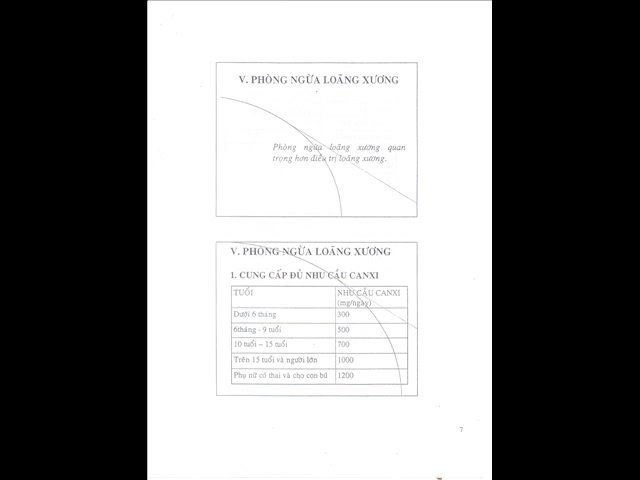 V. PHÒNG NGỪA LOÃNG XƯƠNG
Phòng ngừa loãng xương quan
trọng hơn điều trị loãng xương.
V. PHÒNG NGỪA LOÃNG XƯƠNG
1. CUNG CẤP ĐỦ NHU CẦU CANXI
TUỔI NHU CẦU CANXI
(mg/ngày)
Dưới 6 tháng 300
6tháng - 9 tuổi 500
10 tuổi – 15 tuổi 700
Trên 15 tuổi và người lớn 1000
Phụ nữ có thai và cho con bú 1200
7